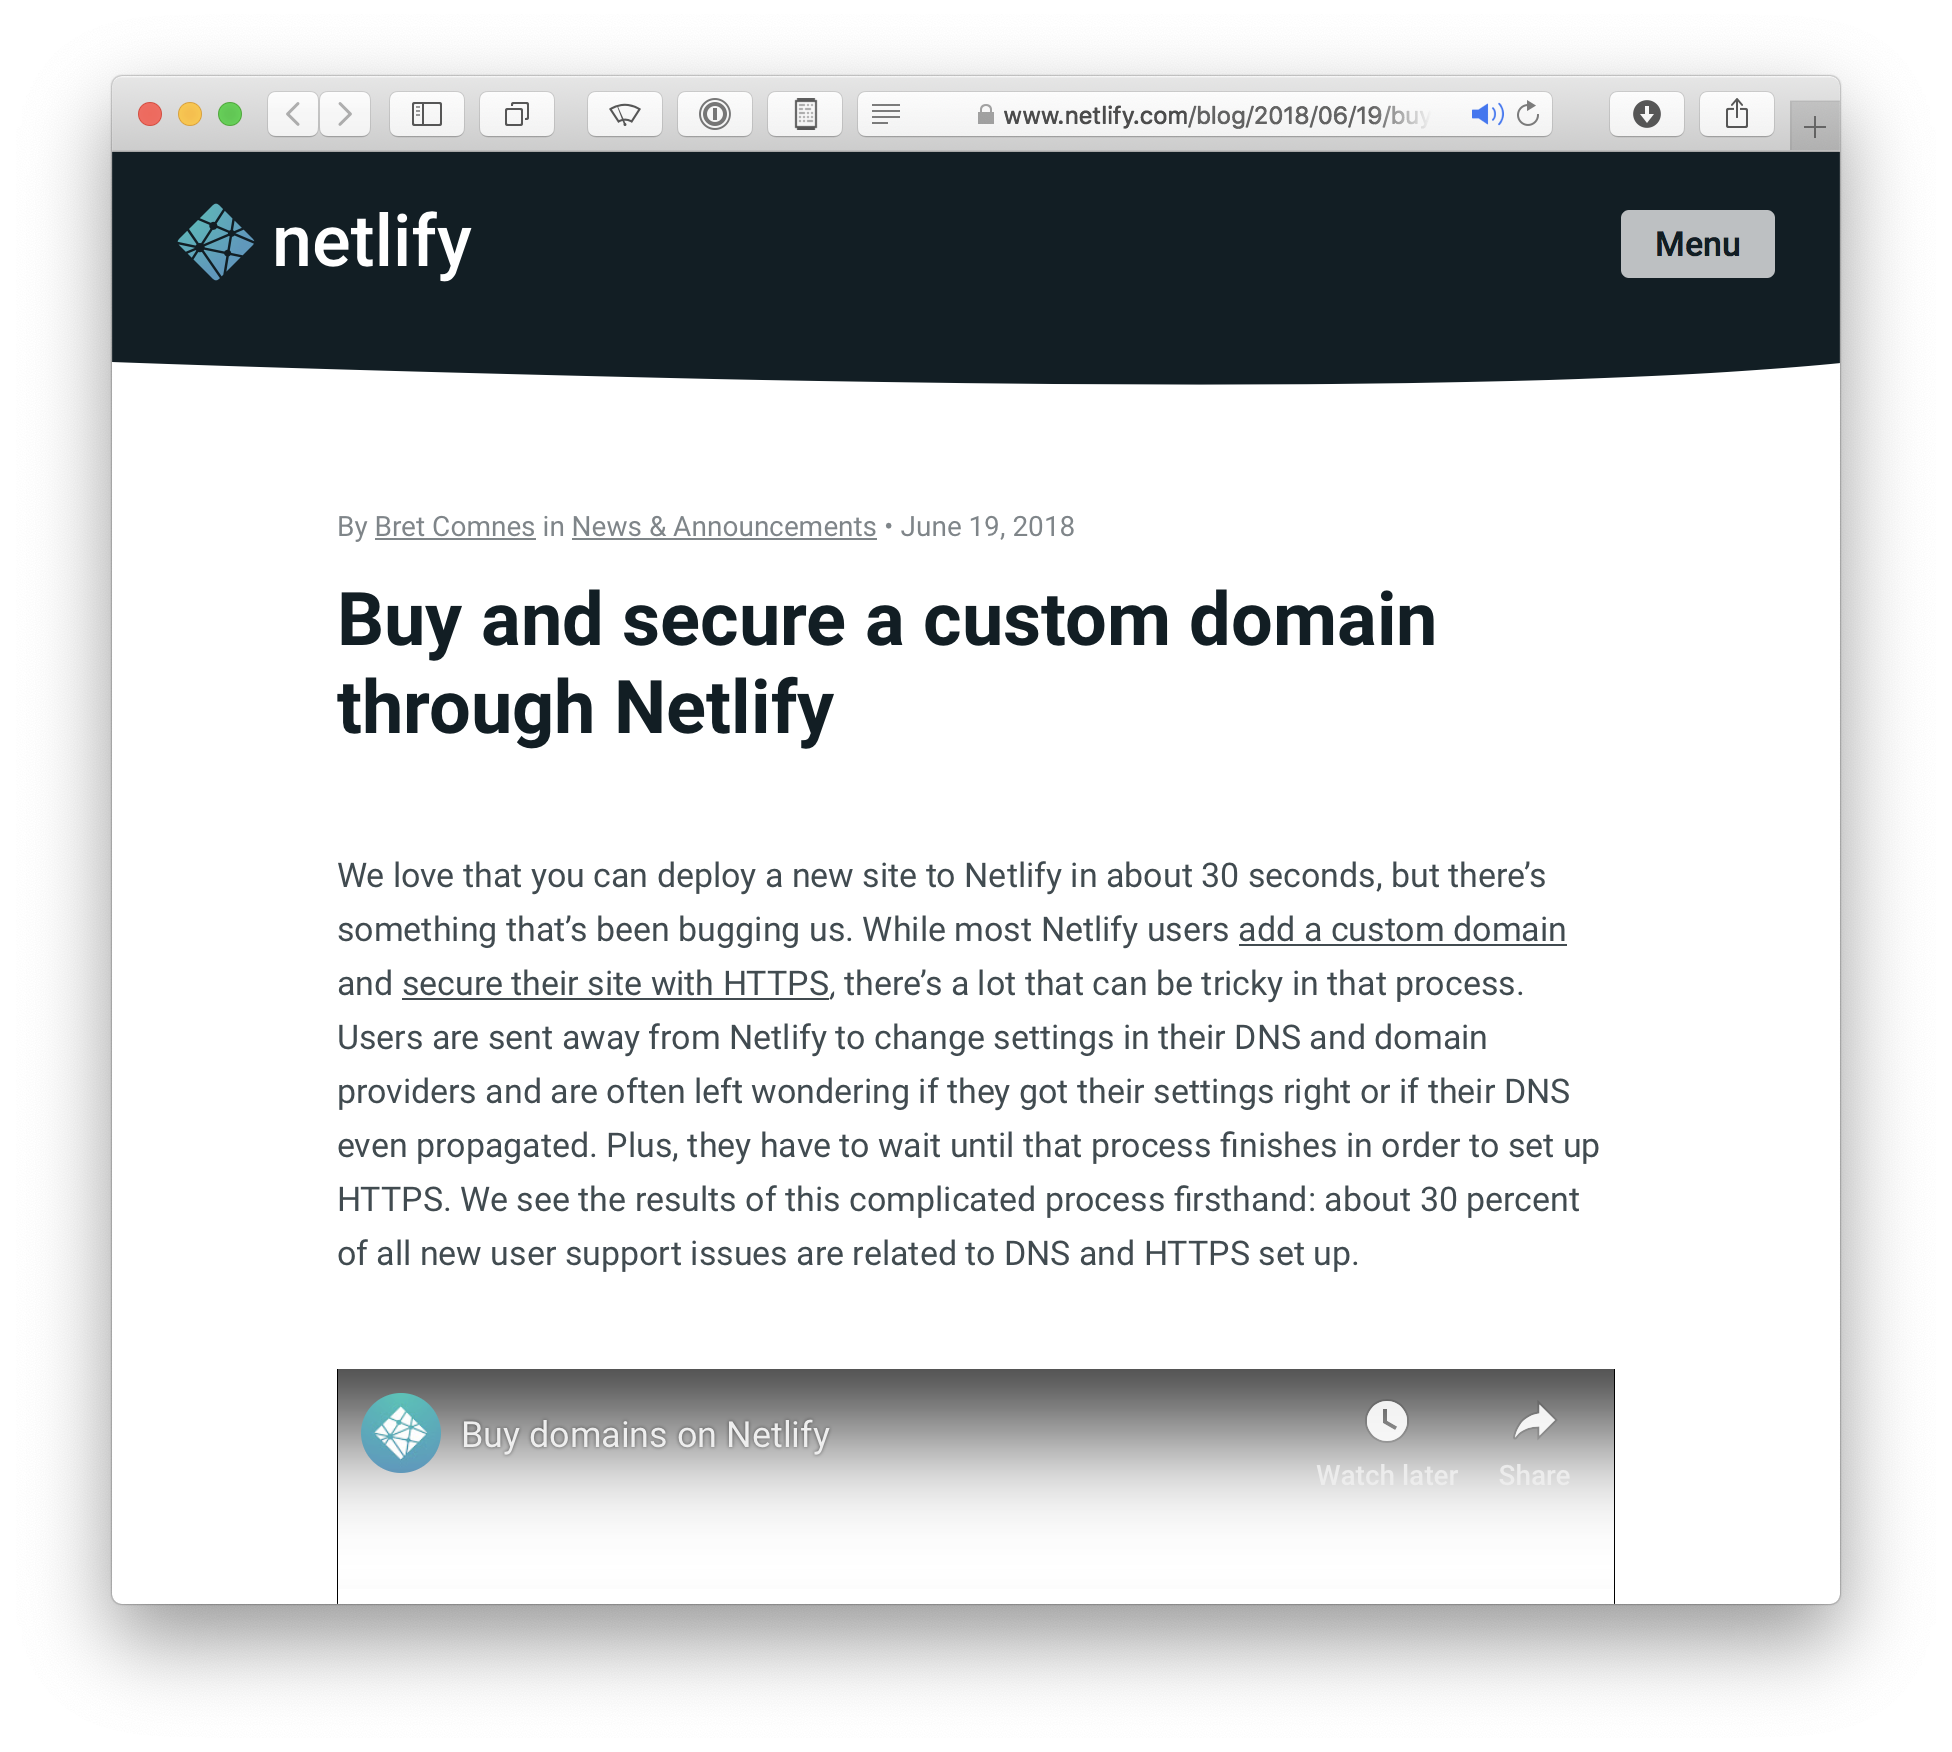 www.netlify.com/blog/2018/06/19/buy
netlify
Menu
By Bret Comnes in News & Announcements • June 19, 2018
Buy and secure a custom domain
through Netlify
We love that you can deploy a new site to Netlify in about 30 seconds, but there’s
something that’s been bugging us. While most Netlify users add a custom domain
and secure their site with HTTPS, there’s a lot that can be tricky in that process.
Users are sent away from Netlify to change settings in their DNS and domain
providers and are often left wondering if they got their settings right or if their DNS
even propagated. Plus, they have to wait until that process finishes in order to set up
HTTPS. We see the results of this complicated process firsthand: about 30 percent
of all new user support issues are related to DNS and HTTPS set up.
Buy domains on Netlify
Watch later
Share